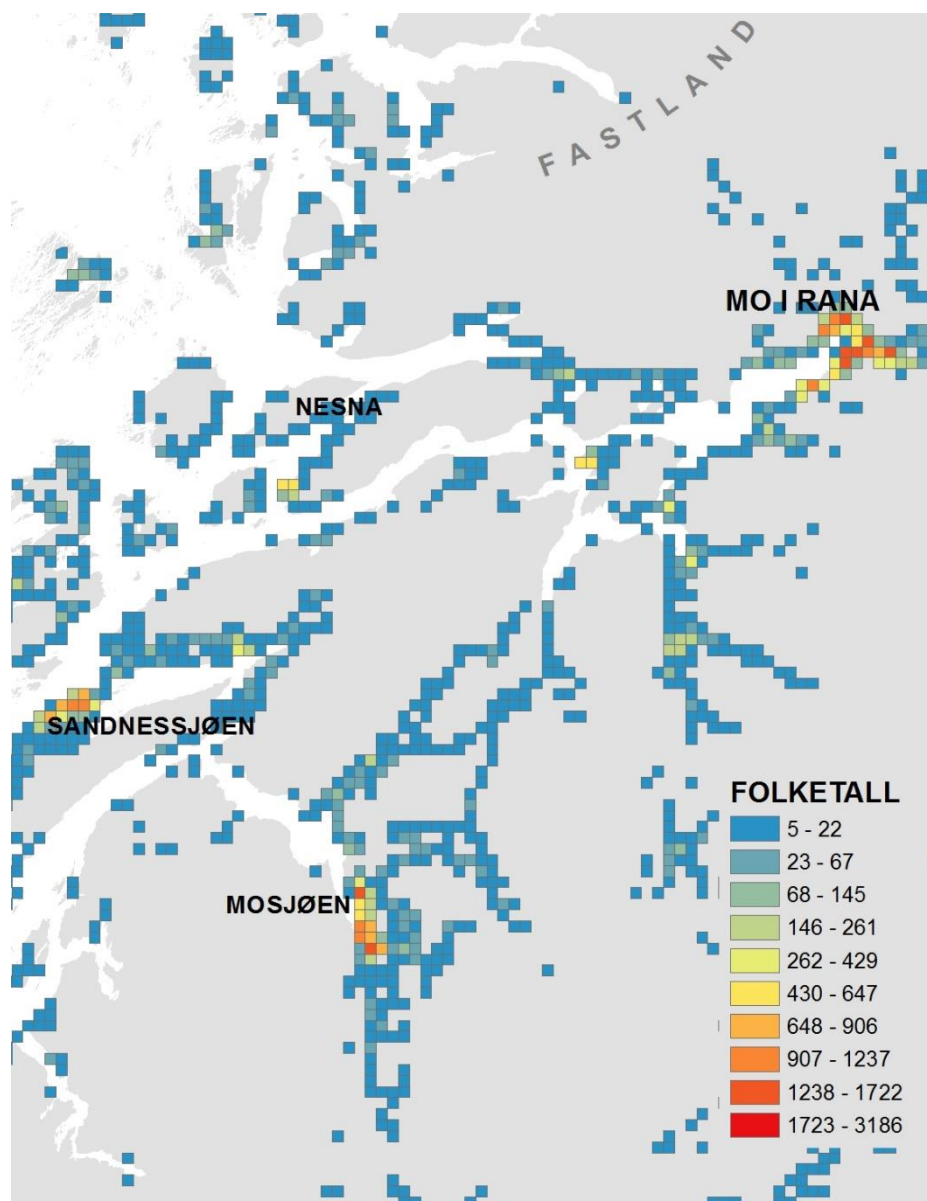 FASTLAND
MO I RANA
NESNA
SANDNESSJØEN
MOSJØEN
FOLKETALL
5 - 22
23 - 67
68 - 145
146 - 261
262 - 429
430 - 647
648 - 906
907 - 1237
1238 - 1722
1723 - 3186